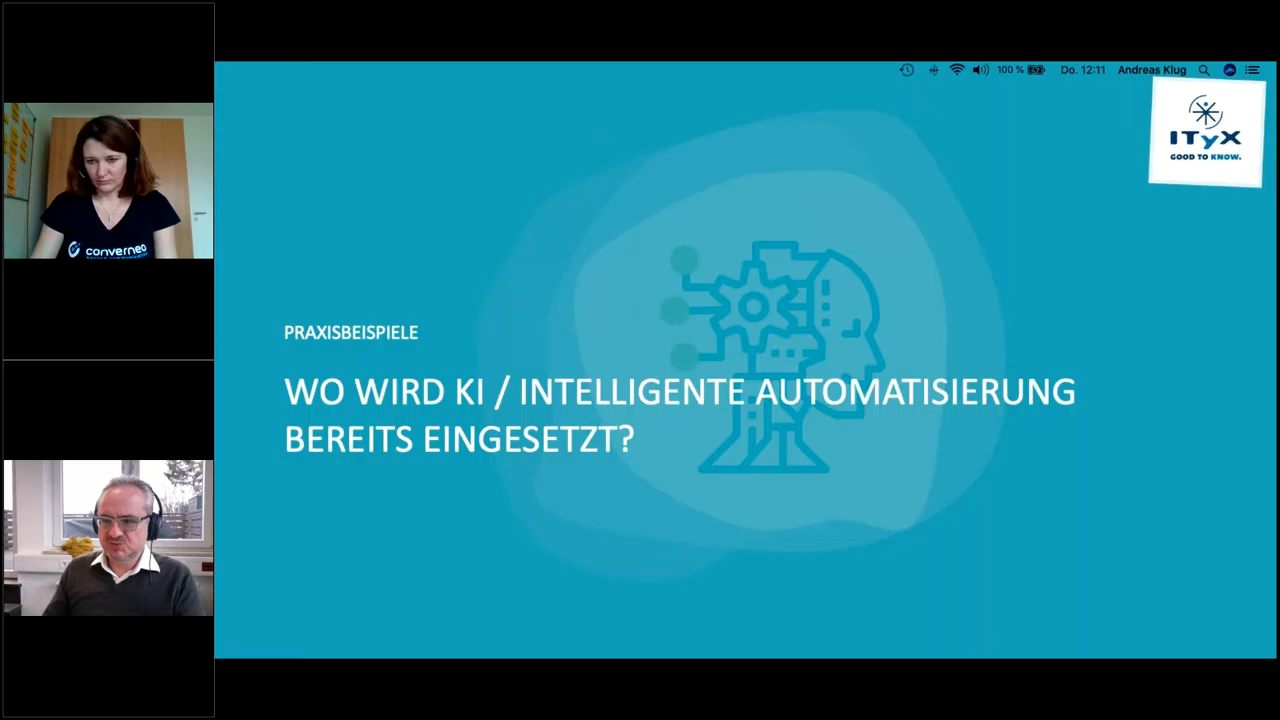 100 %
Do. 12:11
Andreas Klug
ITyX
GOOD TO KNOW.
converneo
PRAXISBEISPIELE
WO WIRD KI / INTELLIGENTE AUTOMATISIERUNG
BEREITS EINGESETZT?